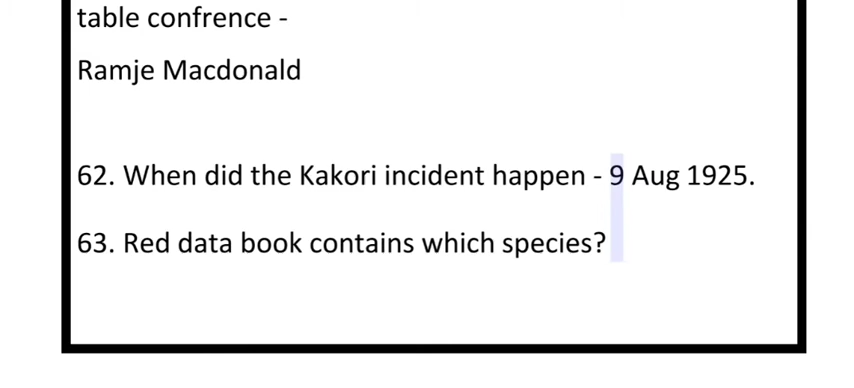 table confrence -
Ramje Macdonald
62. When did the Kakori incident happen - 9 Aug 1925.
63. Red data book contains which species?